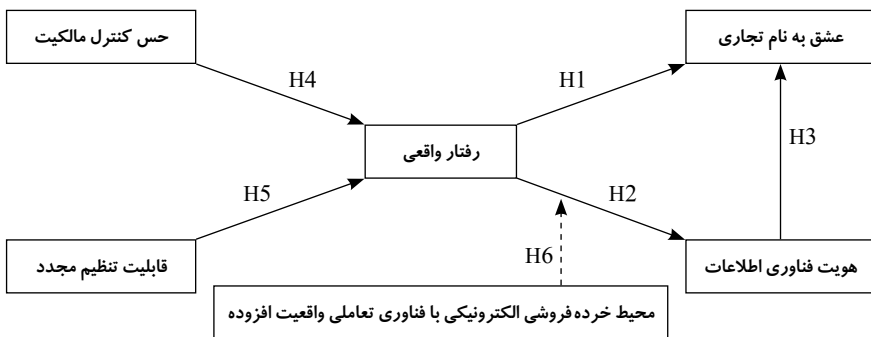 عشق به نام تجاری
حس کنترل مالکیت
H1
H4
رفتار واقعی
H3
H2
H5
هویت فناوری اطلاعات
H6
قابلیت تنظیم مجدد
محیط خرده‌فروشی الکترونیکی با فناوری تعاملی واقعیت افزوده